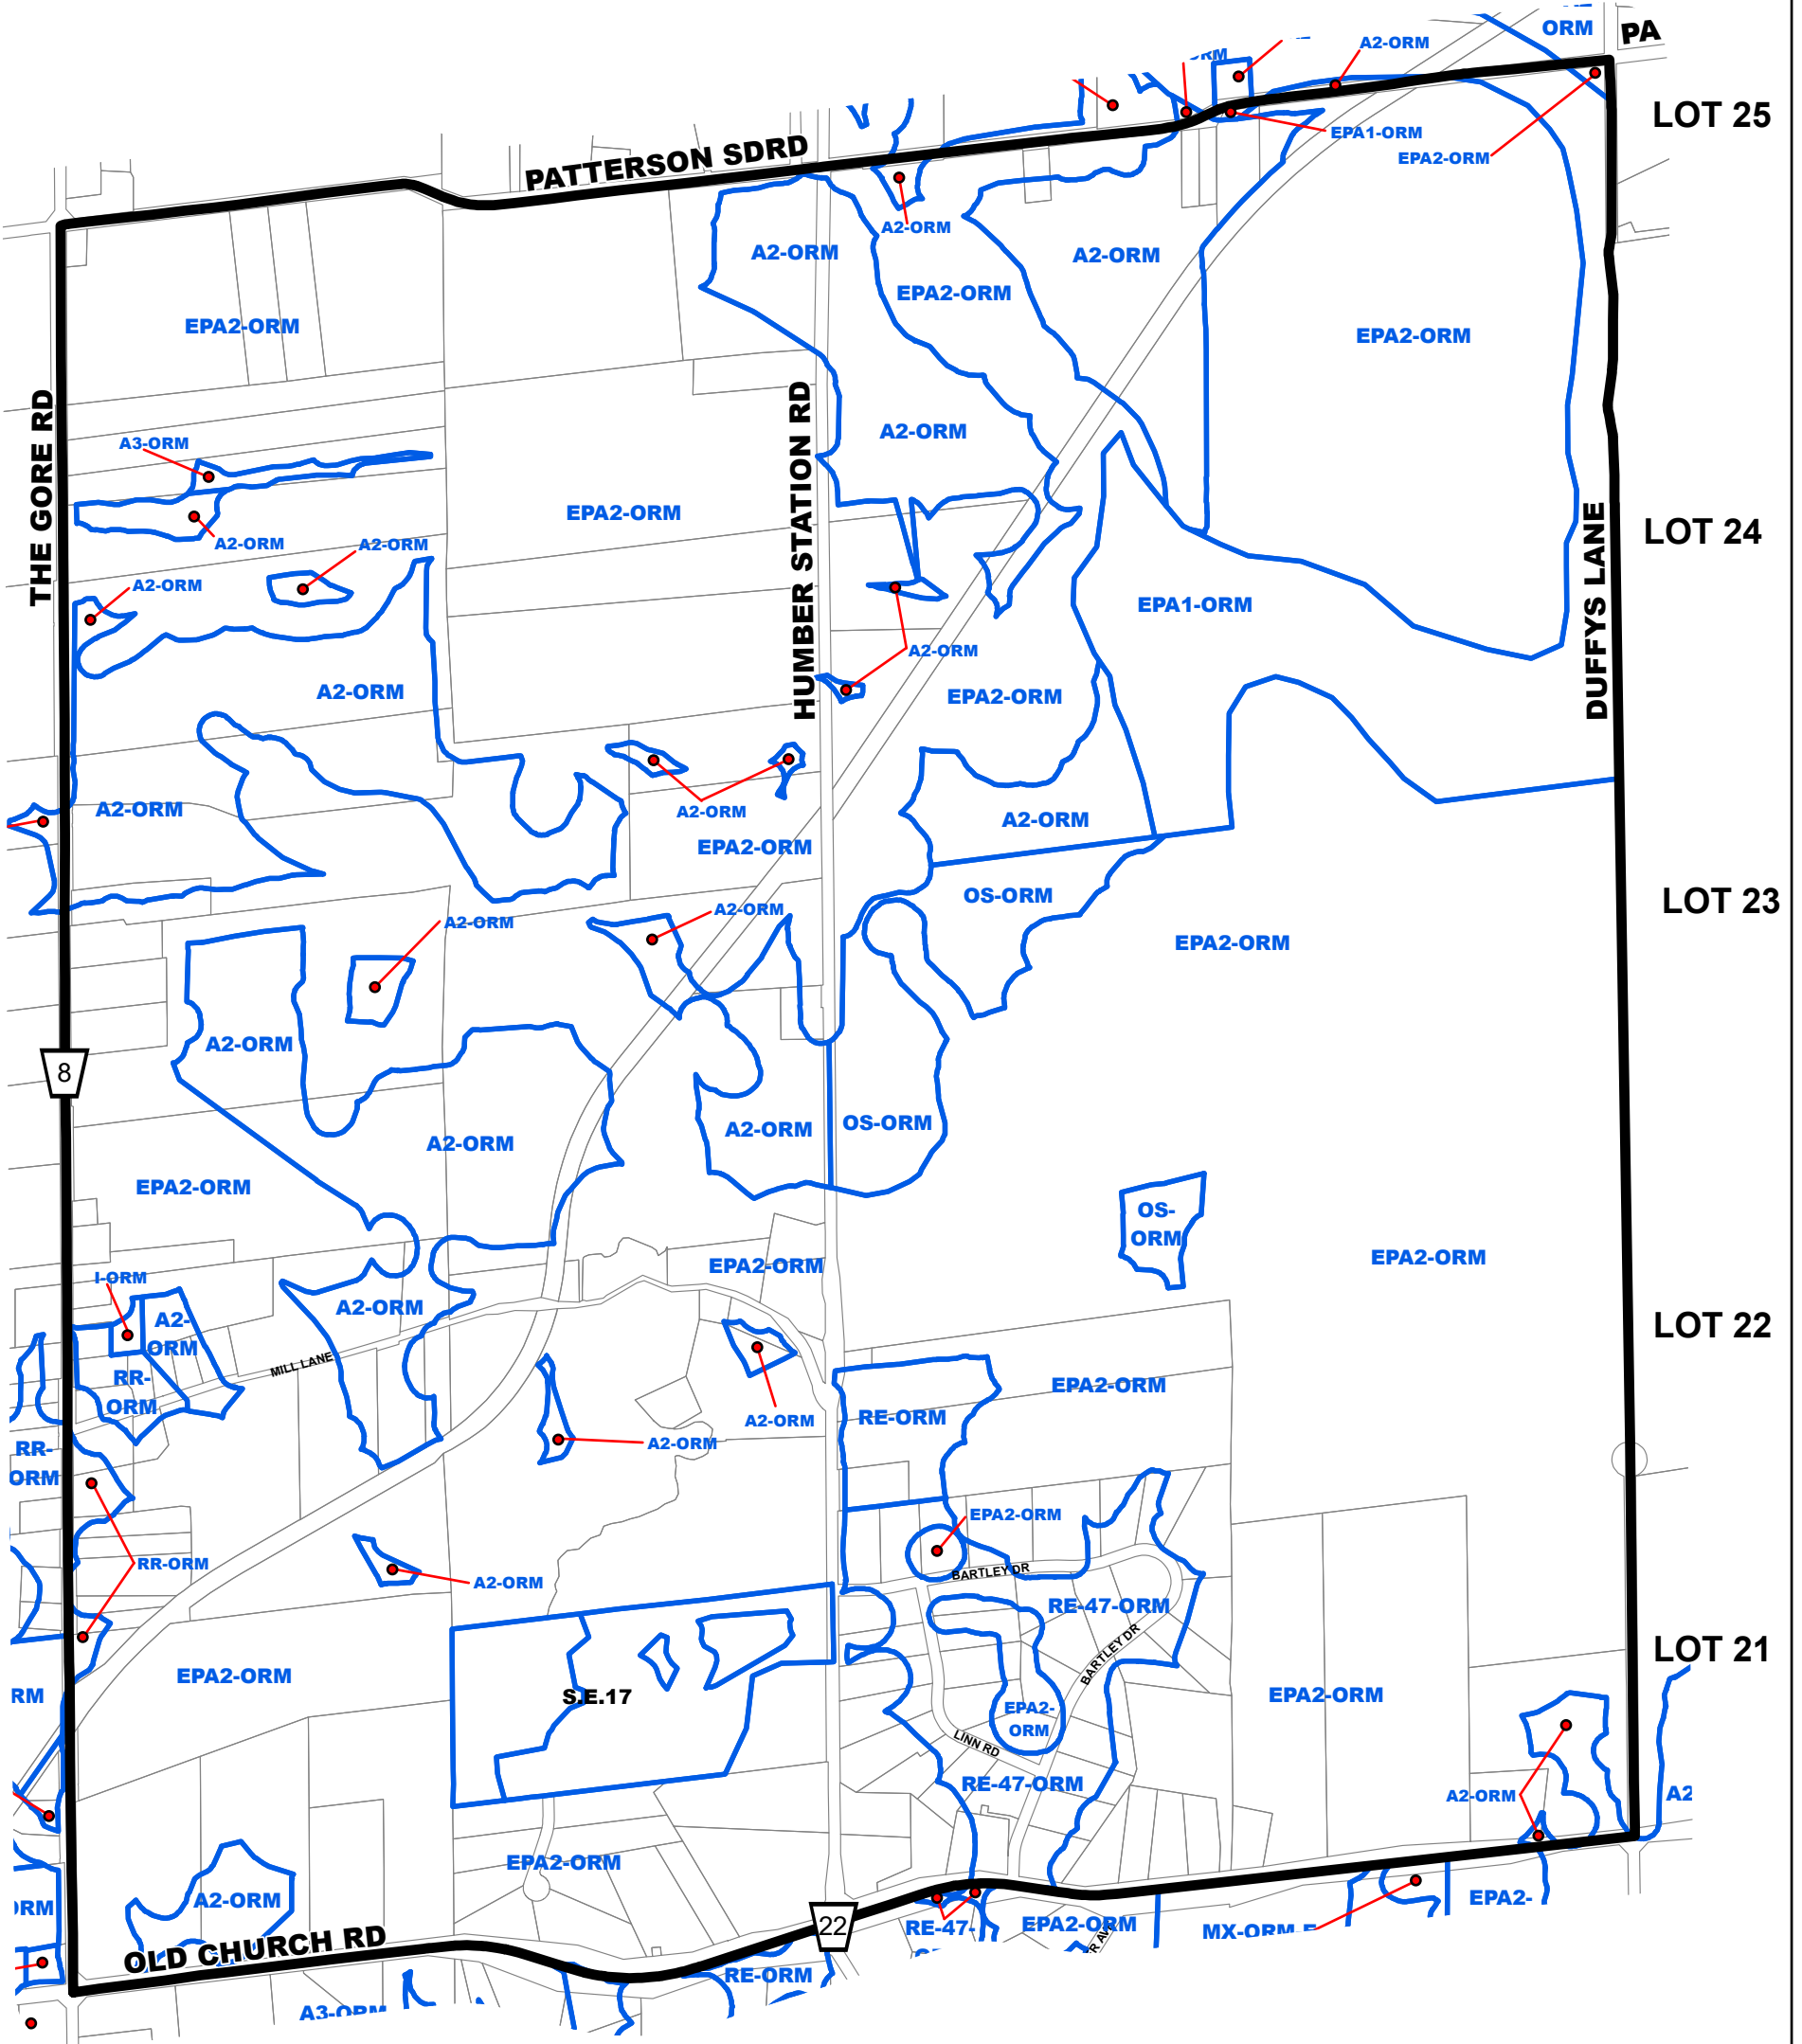 ORM
PA
A2-ORM
ORM
LOT 25
EPA1-ORM
EPA2-ORM
PATTERSON SDRD
A2-ORM
A2-ORM
A2-ORM
EPA2-ORM
EPA2-ORM
EPA2-ORM
THE GORE RD
HUMBER STATION RD
A2-ORM
A3-ORM
EPA2-ORM
DUFFYS LANE
LOT 24
A2-ORM
A2-ORM
A2-ORM
EPA1-ORM
A2-ORM
A2-ORM
EPA2-ORM
A2-ORM
A2-ORM
A2-ORM
EPA2-ORM
OS-ORM
LOT 23
A2-ORM
A2-ORM
EPA2-ORM
A2-ORM
8
A2-ORM
OS-ORM
A2-ORM
EPA2-ORM
OS-
ORM
EPA2-ORM
EPA2-ORM
I-ORM
A2-ORM
A2-
ORM
LOT 22
MILL LANE
RR-
ORM
EPA2-ORM
RE-ORM
A2-ORM
A2-ORM
RR-
ORM
EPA2-ORM
RR-ORM
BARTLEY DR
A2-ORM
RE-47-ORM
BARTLEY DR
LOT 21
EPA2-ORM
RM
S.E.17
EPA2-ORM
EPA2-
ORM
LINN RD
RE-47-ORM
A2-ORM
A2
EPA2-ORM
A2-ORM
ORM
EPA2-
22
RE-47-
EPA2-ORM
MX-ORM-E
OLD CHURCH RD
RE-ORM
A3-ORM